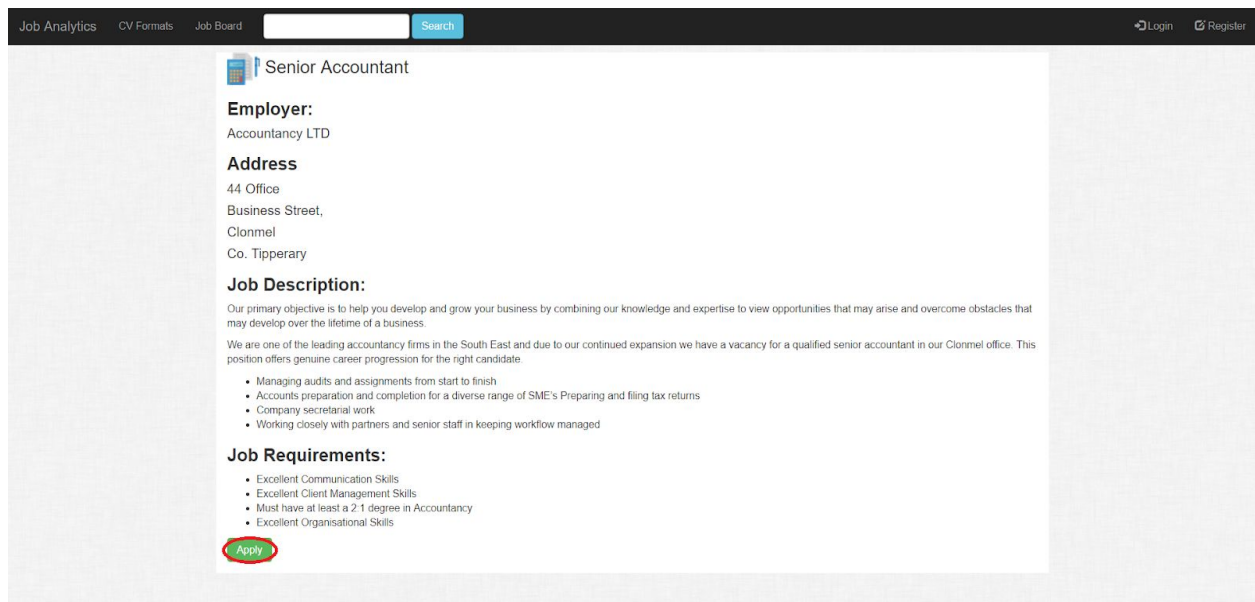 Job Analytics CV Formats Job Board Search Login Register
Senior Accountant
Employer:
Accountancy LTD
Address
44 Office
Business Street,
Clonmel
Co. Tipperary
Job Description:
Our primary objective is to help you develop and grow your business by combining our knowledge and expertise to view opportunities that may arise and overcome obstacles that
may develop over the lifetime of a business.
We are one of the leading accountancy firms in the South East and due to our continued expansion we have a vacancy for a qualified senior accountant in our Clonmel office. This
position offers genuine career progression for the right candidate.
• Managing audits and assignments from start to finish
• Accounts preparation and completion for a diverse range of SME's Preparing and filing tax returns
• Company secretarial work
• Working closely with partners and senior staff in keeping workflow managed
Job Requirements:
• Excellent Communication Skills
• Excellent Client Management Skills
• Must have at least a 2.1 degree in Accountancy
• Excellent Organisational Skills
Apply